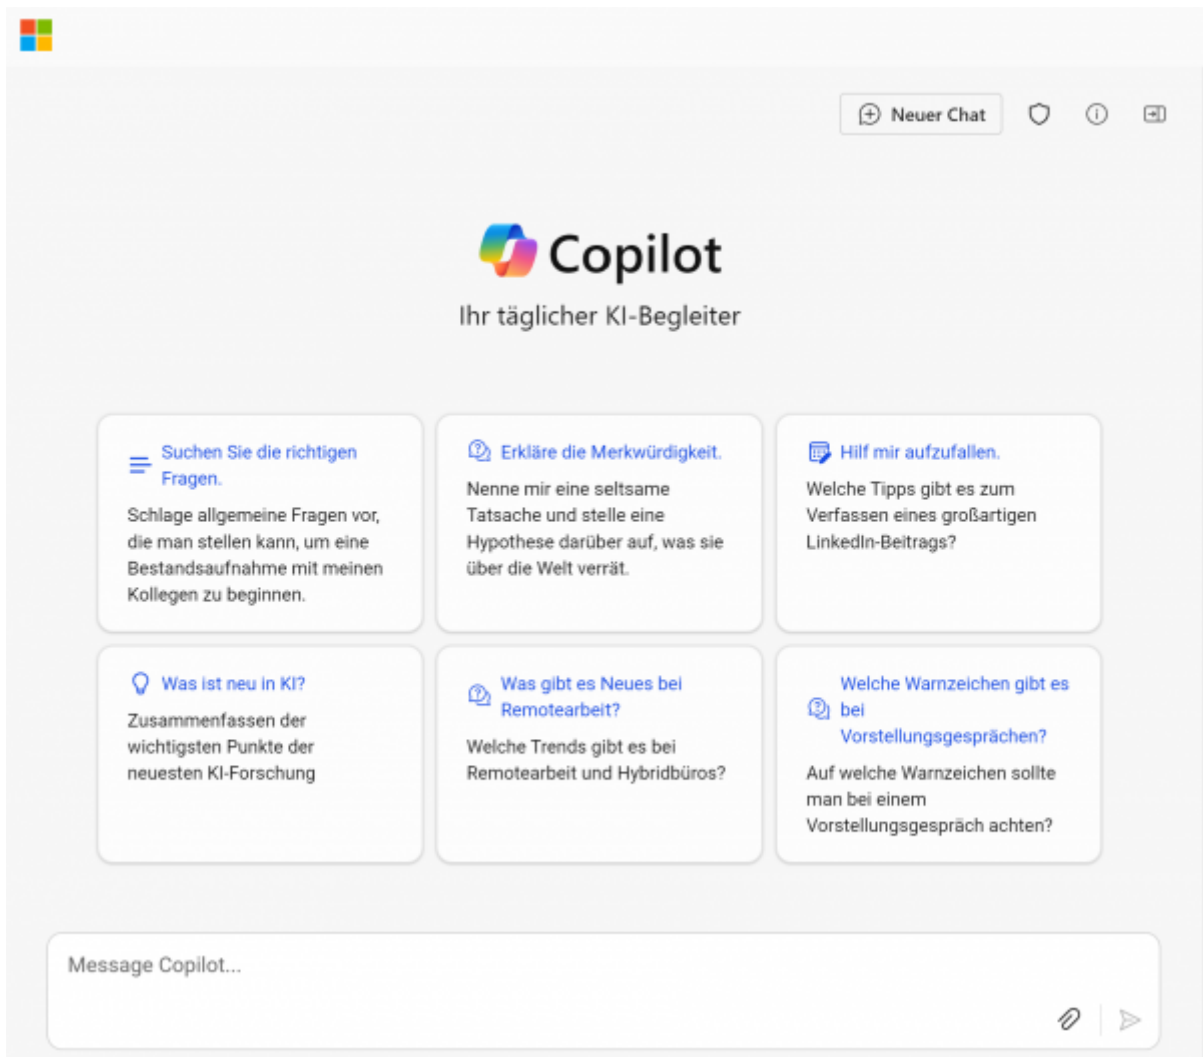 Neuer Chat
Copilot
Ihr täglicher KI-Begleiter
Suchen Sie die richtigen
Fragen.
Schlage allgemeine Fragen vor,
die man stellen kann, um eine
Bestandsaufnahme mit meinen
Kollegen zu beginnen.
Erkläre die Merkwürdigkeit.
Nenne mir eine seltsame
Tatsache und stelle eine
Hypothese darüber auf, was sie
über die Welt verrät.
Hilf mir aufzufallen.
Welche Tipps gibt es zum
Verfassen eines großartigen
LinkedIn-Beitrags?
Was ist neu in KI?
Zusammenfassen der
wichtigsten Punkte der
neuesten KI-Forschung
Was gibt es Neues bei
Remotearbeit?
Welche Trends gibt es bei
Remotearbeit und Hybridbüros?
Welche Warnzeichen gibt es
bei
Vorstellungsgesprächen?
Auf welche Warnzeichen sollte
man bei einem
Vorstellungsgespräch achten?
Message Copilot...